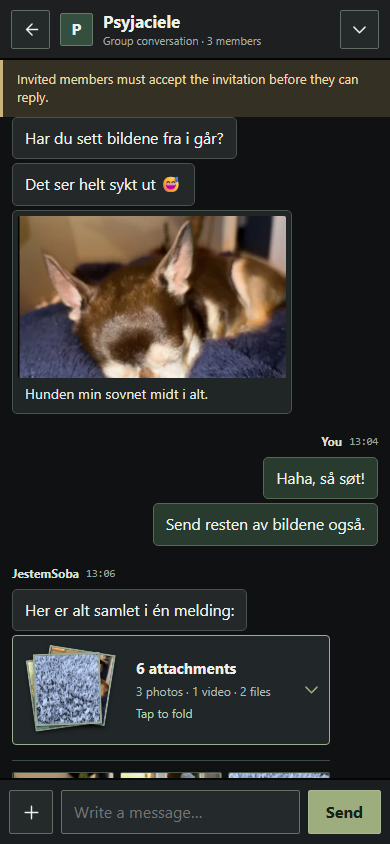 P
Psyjaciele
Group conversation · 3 members
Invited members must accept the invitation before they can
reply.
Har du sett bildene fra i går?
Det ser helt sykt ut 😅
Hunden min sovnet midt i alt.
You 13:04
Haha, så søt!
Send resten av bildene også.
JestemSoba 13:06
Her er alt samlet i én melding:
6 attachments
3 photos · 1 video · 2 files
Tap to fold
Write a message...
Send